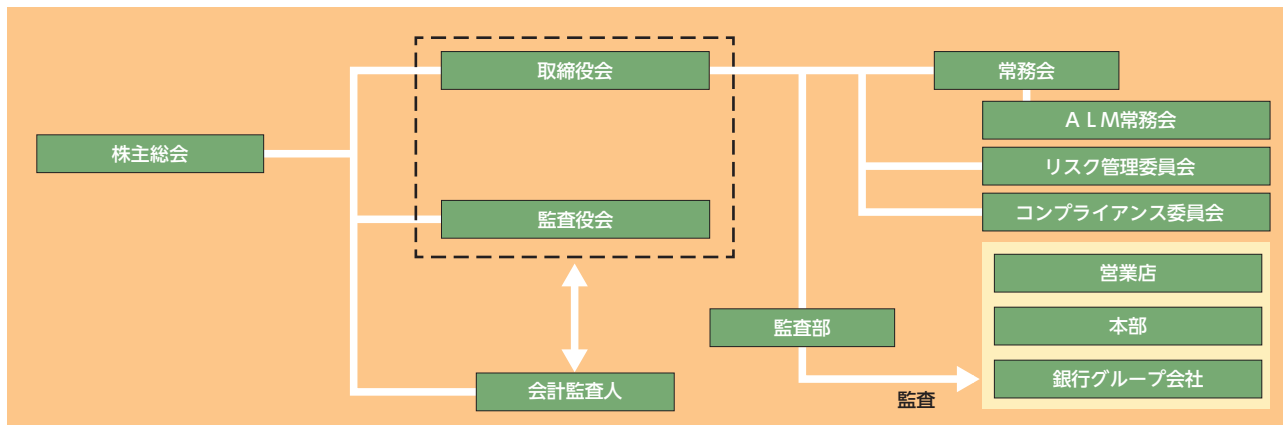 取締役会
常務会
ALM常務会
株主総会
リスク管理委員会
監査役会
コンプライアンス委員会
営業店
監査部
本部
会計監査人
銀行グループ会社
監査